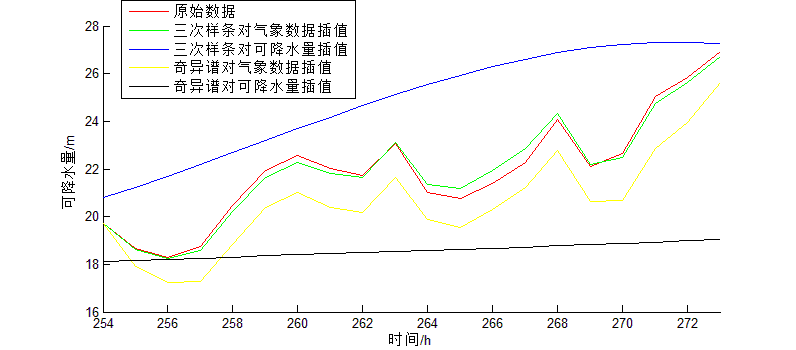 原始数据
三次样条对气象数据插值
三次样条对可降水量插值
奇异谱对气象数据插值
奇异谱对可降水量插值
28
26
24
22
20
18
16
可降水量/m
254 256 258 260 262 264 266 268 270 272
时间/h